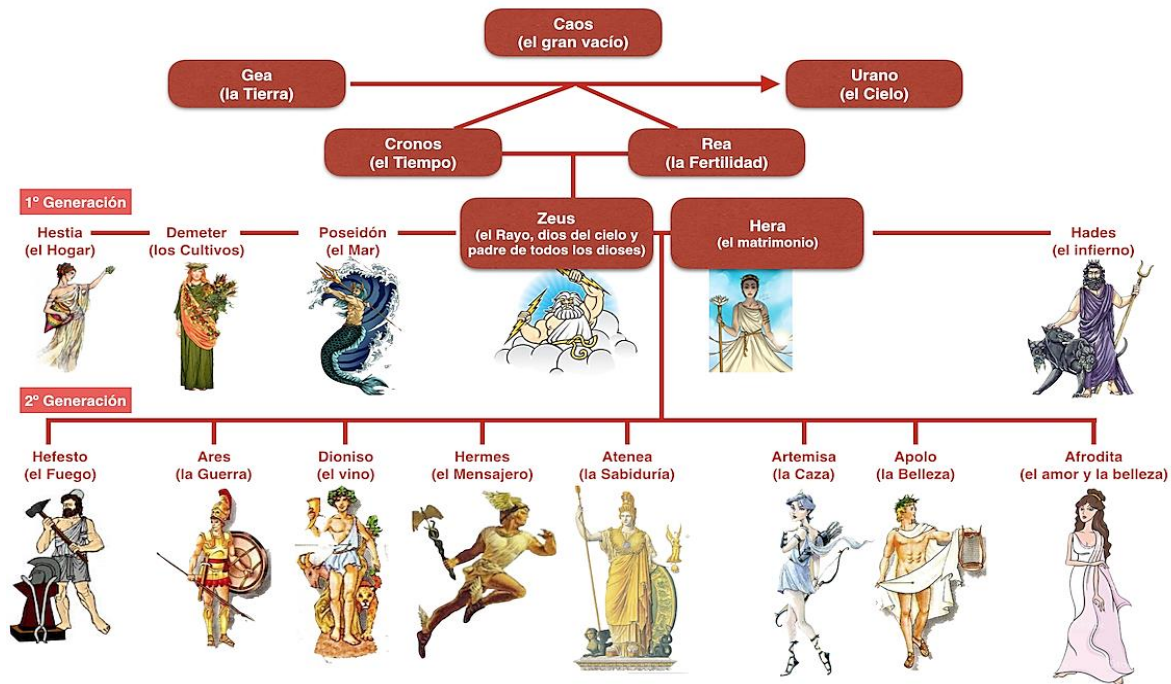 Caos
(el gran vacío)
Gea
(la Tierra)
Urano
(el Cielo)
Cronos
(el Tiempo)
Rea
(la Fertilidad)
1º Generación
Hestia
(el Hogar)
Demeter
(los Cultivos)
Poseidón
(el Mar)
Zeus
(el Rayo, dios del cielo y
padre de todos los dioses)
Hera
(el matrimonio)
Hades
(el infierno)
2º Generación
Hefesto
(el Fuego)
Ares
(la Guerra)
Dioniso
(el vino)
Hermes
(el Mensajero)
Atenea
(la Sabiduría)
Artemisa
(la Caza)
Apolo
(la Belleza)
Afrodita
(el amor y la belleza)